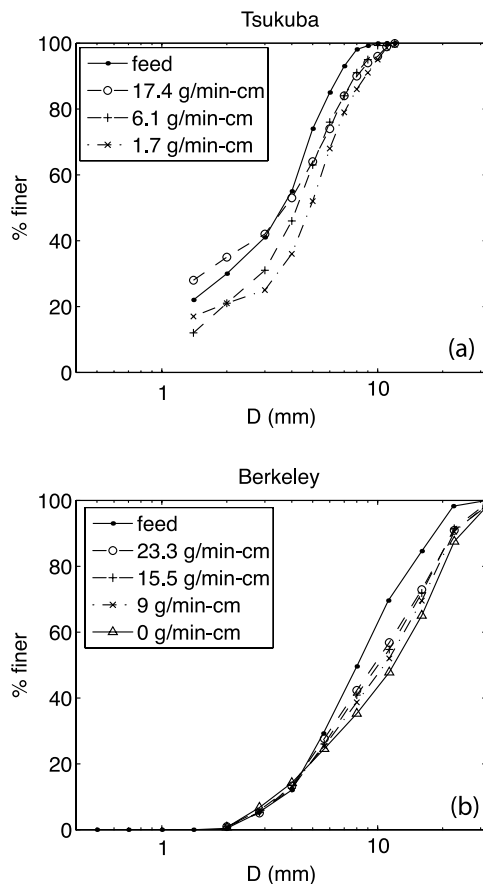 Tsukuba
100
80
60
40
20
0
% finer
feed
17.4 g/min-cm
6.1 g/min-cm
1.7 g/min-cm
(a)
1
10
D (mm)
Berkeley
100
80
60
40
20
0
% finer
feed
23.3 g/min-cm
15.5 g/min-cm
9 g/min-cm
0 g/min-cm
(b)
1
10
D (mm)